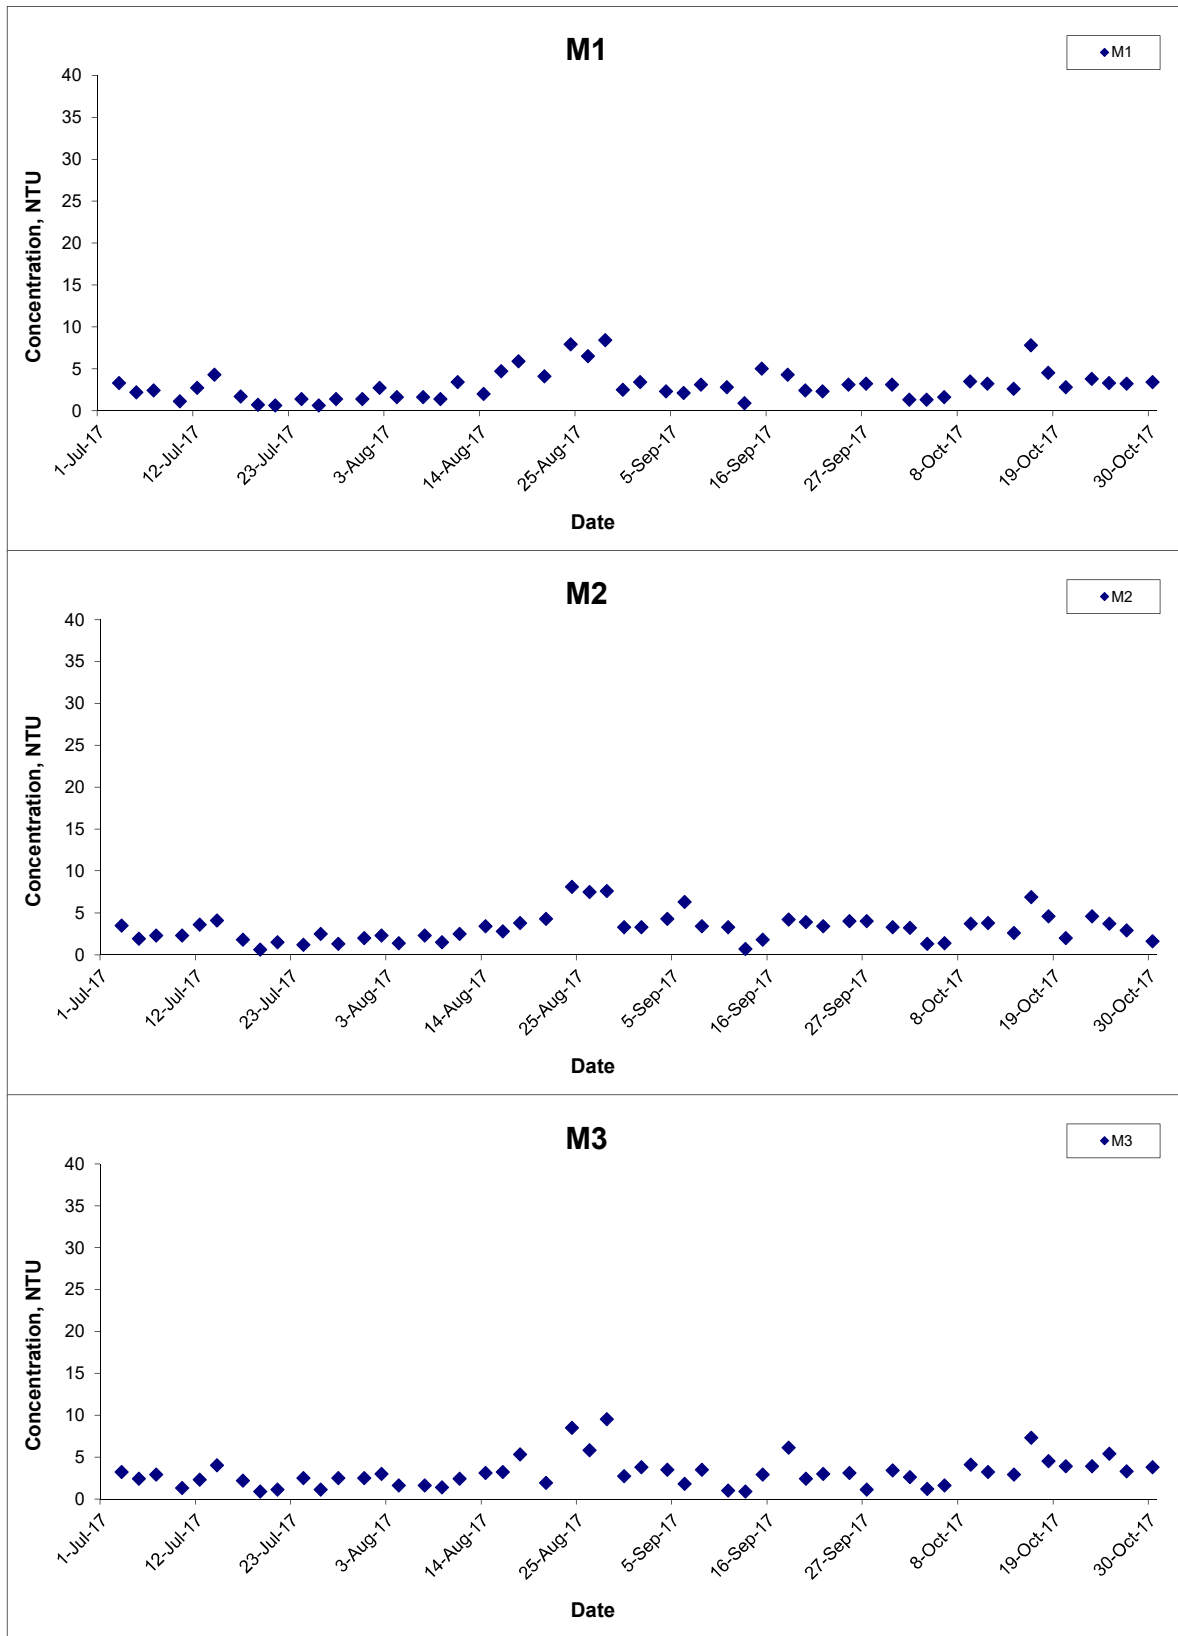 M1
M1
40
35
30
25
20
15
10
5
0
Concentration, NTU
1-Jul-17
12-Jul-17
23-Jul-17
3-Aug-17
14-Aug-17
25-Aug-17
5-Sep-17
16-Sep-17
27-Sep-17
8-Oct-17
19-Oct-17
30-Oct-17
Date
M2
M2
40
35
30
25
20
15
10
5
0
Concentration, NTU
1-Jul-17
12-Jul-17
23-Jul-17
3-Aug-17
14-Aug-17
25-Aug-17
5-Sep-17
16-Sep-17
27-Sep-17
8-Oct-17
19-Oct-17
30-Oct-17
Date
M3
M3
40
35
30
25
20
15
10
5
0
Concentration, NTU
1-Jul-17
12-Jul-17
23-Jul-17
3-Aug-17
14-Aug-17
25-Aug-17
5-Sep-17
16-Sep-17
27-Sep-17
8-Oct-17
19-Oct-17
30-Oct-17
Date